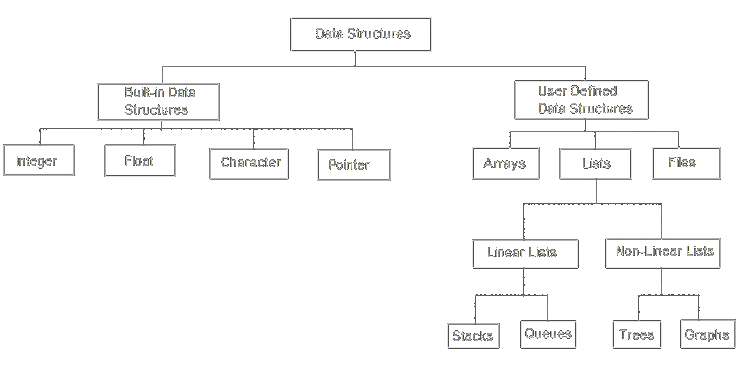 Data Structures
Built-in Data
Structures
User Defined
Data Structures
Integer
Float
Character
Pointer
Arrays
Lists
Files
Linear Lists
Non-Linear Lists
Stacks
Queues
Trees
Graphs